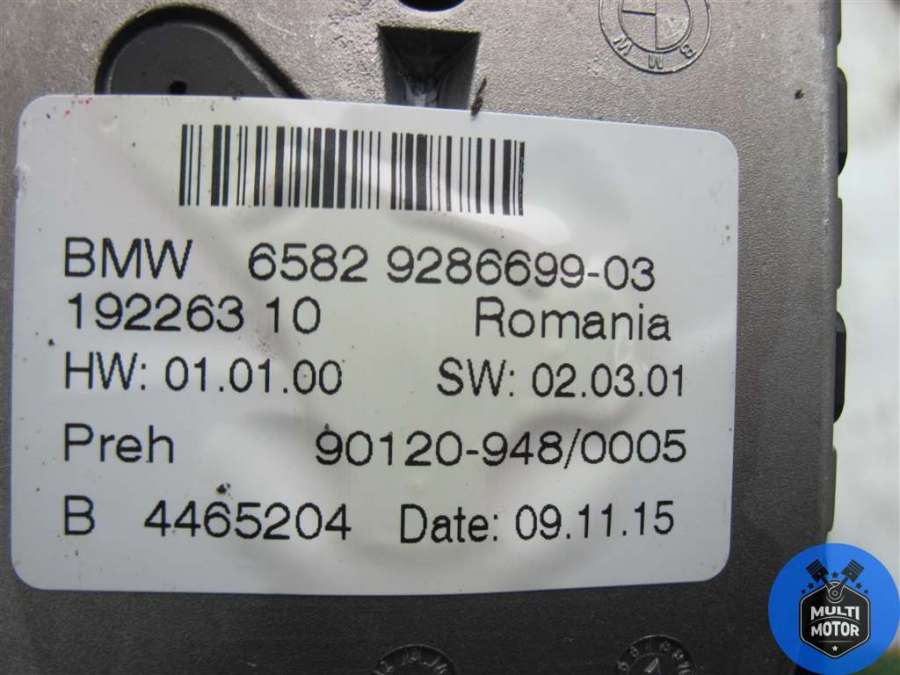 BMW
BMW 6582 9286699-03
192263 10 Romania
HW: 01.01.00 SW: 02.03.01
Preh 90120-948/0005
B 4465204 Date: 09.11.15
MULTI
MOTOR